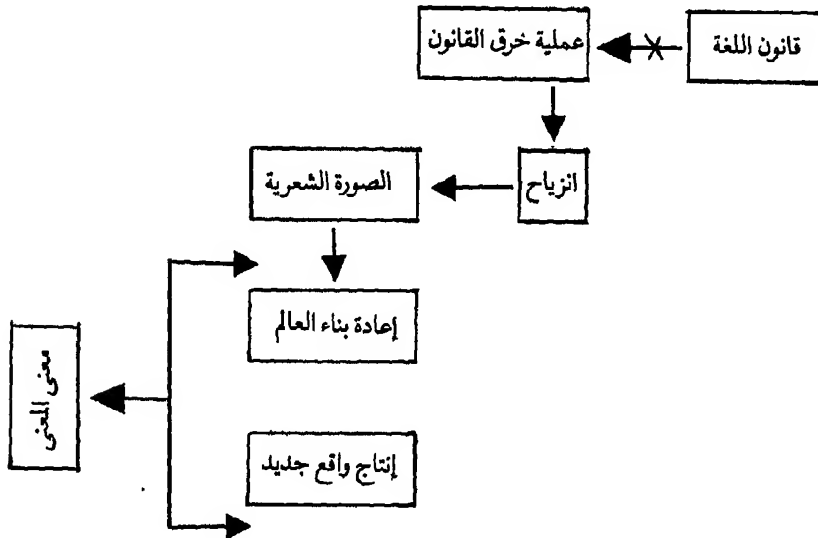 قانون اللغة
عملية خرق القانون
انزياح
الصورة الشعرية
إعادة بناء العالم
معنى المعنى
إنتاج واقع جديد